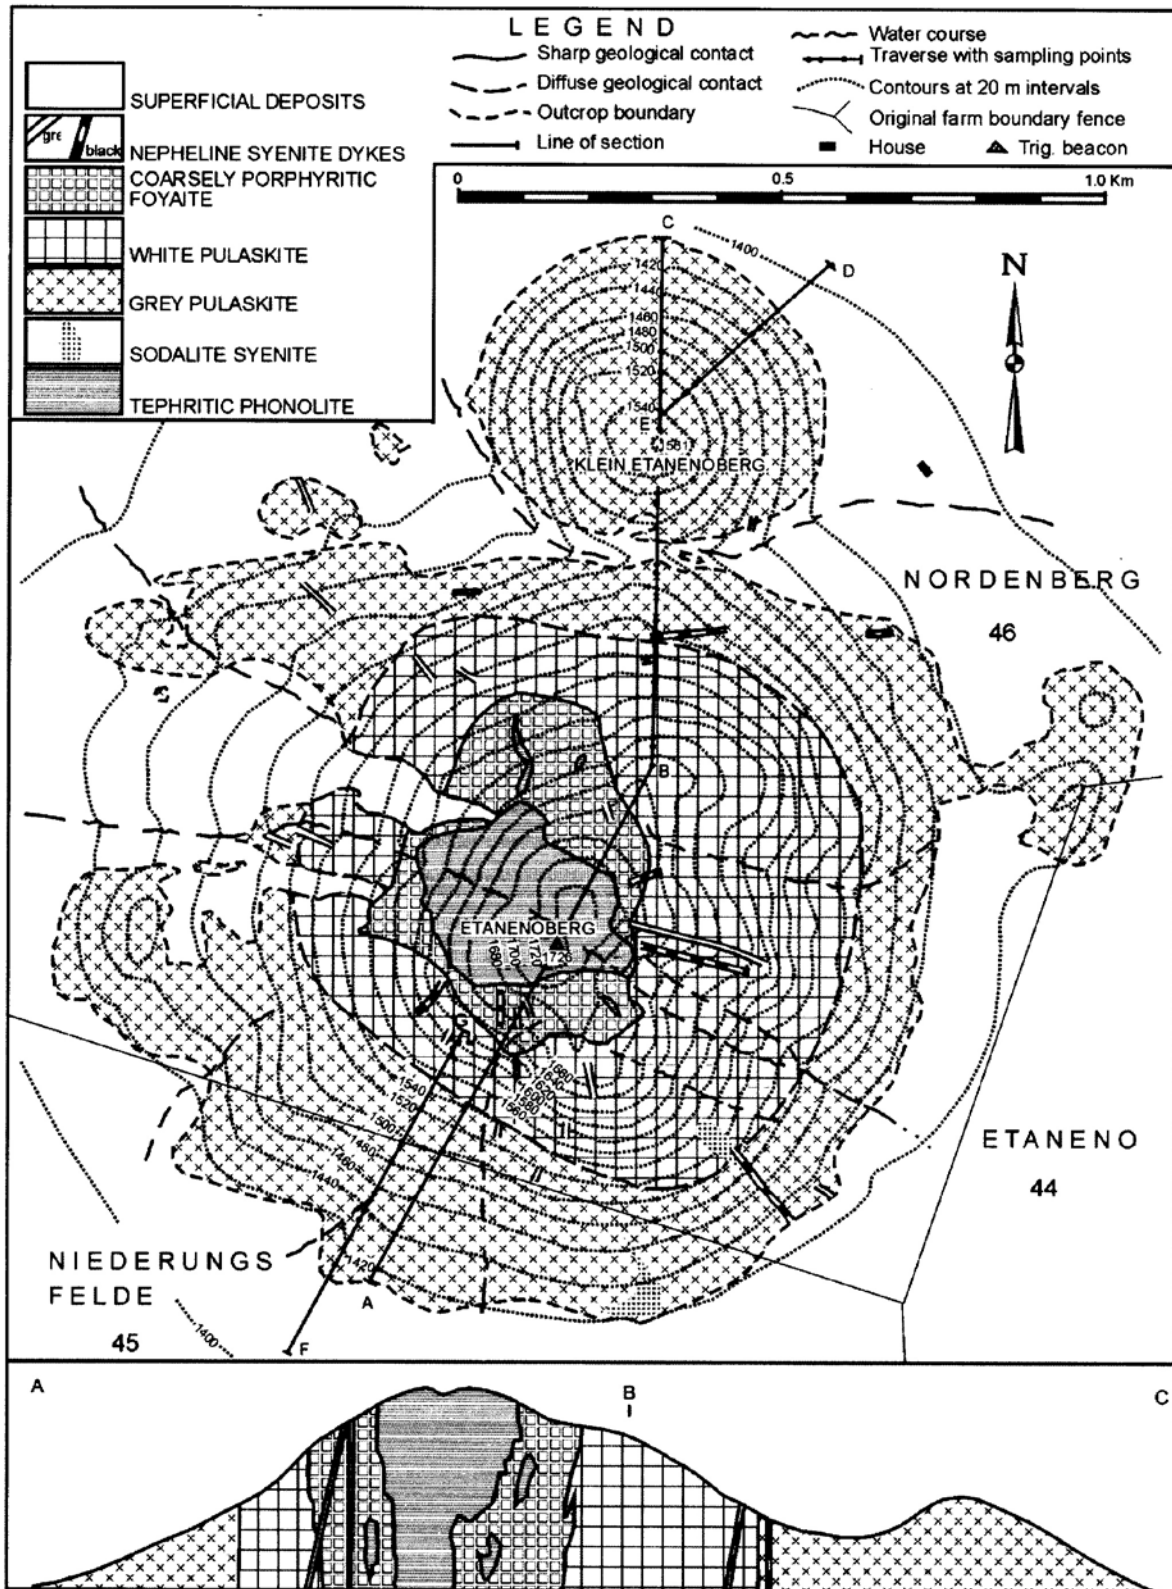 LEGEND
Sharp geological contact
Diffuse geological contact
Outcrop boundary
Line of section
Water course
Traverse with sampling points
Contours at 20 m intervals
Original farm boundary fence
House
Trig. beacon
SUPERFICIAL DEPOSITS
gre
black
NEPHELINE SYENITE DYKES
COARSELY PORPHYRITIC
FOYAITE
WHITE PULASKITE
GREY PULASKITE
SODALITE SYENITE
TEPHRITIC PHONOLITE
0
0.5
1.0 Km
C
1400
D
N
1420
1440
1460
1480
1500
1520
1540
E
1581
KLEIN ETANENOBERG
NORDENBERG
46
B
ETANENOBERG
1680
1700
1720
1726
G
1680
1640
1620
1600
1580
1560
1540
1520
1500
1480
1460
1440
1420
ETANENO
44
NIEDERUNGS
FELDE
45
1400
A
F
A
B
C